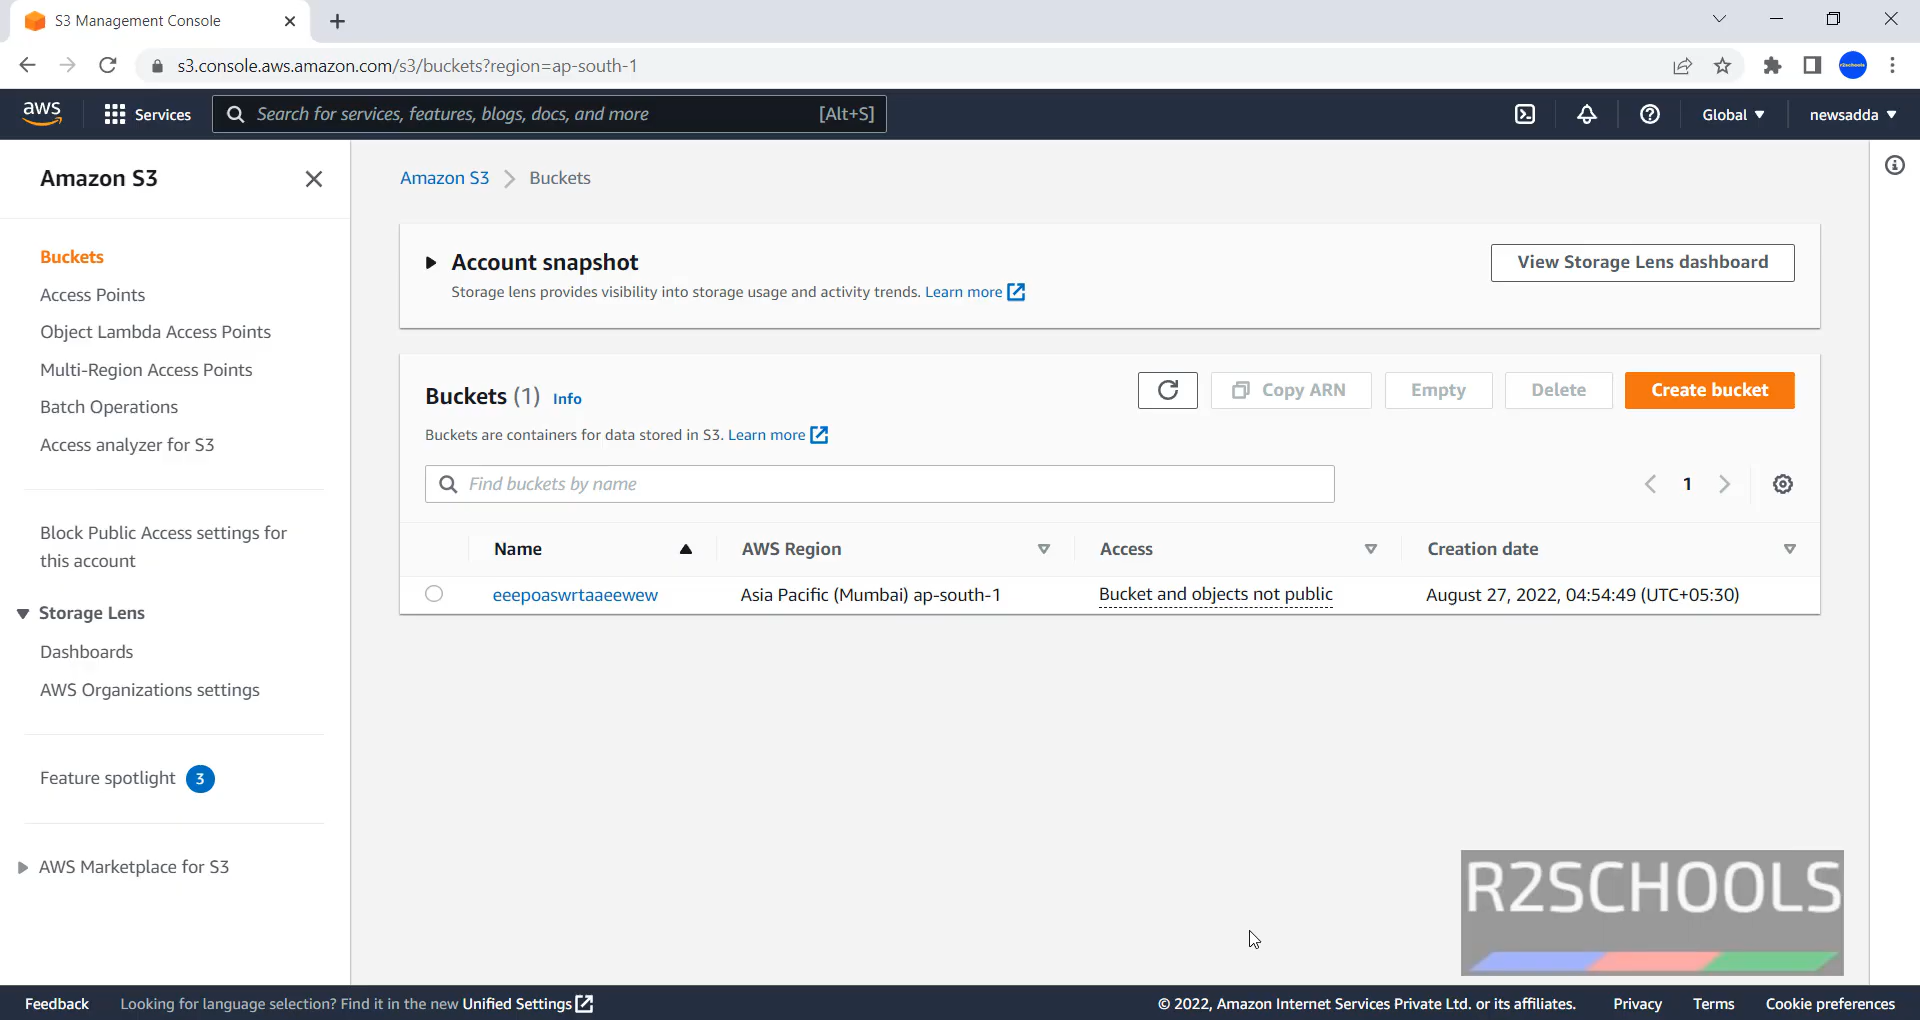 S3 Management Console
s3.console.aws.amazon.com/s3/buckets?region=ap-south-1
r2schools
aws
Services
Search for services, features, blogs, docs, and more
[Alt+S]
Global
newsadda
Amazon S3
Buckets
Access Points
Object Lambda Access Points
Multi-Region Access Points
Batch Operations
Access analyzer for S3
Block Public Access settings for
this account
Storage Lens
Dashboards
AWS Organizations settings
Feature spotlight 3
AWS Marketplace for S3
Amazon S3 > Buckets
Account snapshot
Storage lens provides visibility into storage usage and activity trends. Learn more
View Storage Lens dashboard
Buckets (1) Info
Buckets are containers for data stored in S3. Learn more
Copy ARN
Empty
Delete
Create bucket
Find buckets by name
1
Name AWS Region Access Creation date
eeepoaswrtaaeewew Asia Pacific (Mumbai) ap-south-1 Bucket and objects not public August 27, 2022, 04:54:49 (UTC+05:30)
R2SCHOOLS
Feedback Looking for language selection? Find it in the new Unified Settings © 2022, Amazon Internet Services Private Ltd. or its affiliates. Privacy Terms Cookie preferences